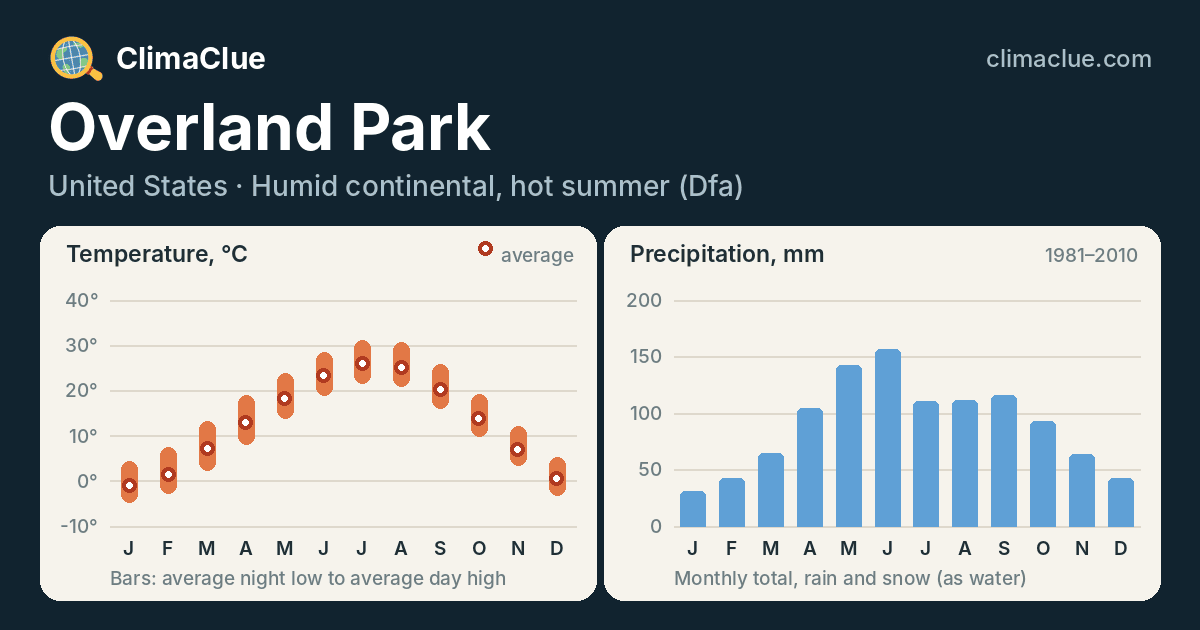 ClimaClue
climaclue.com
Overland Park
United States · Humid continental, hot summer (Dfa)
Temperature, °C
average
40°
30°
20°
10°
0°
-10°
J F M A M J J A S O N D
Bars: average night low to average day high
Precipitation, mm
1981–2010
200
150
100
50
0
J F M A M J J A S O N D
Monthly total, rain and snow (as water)